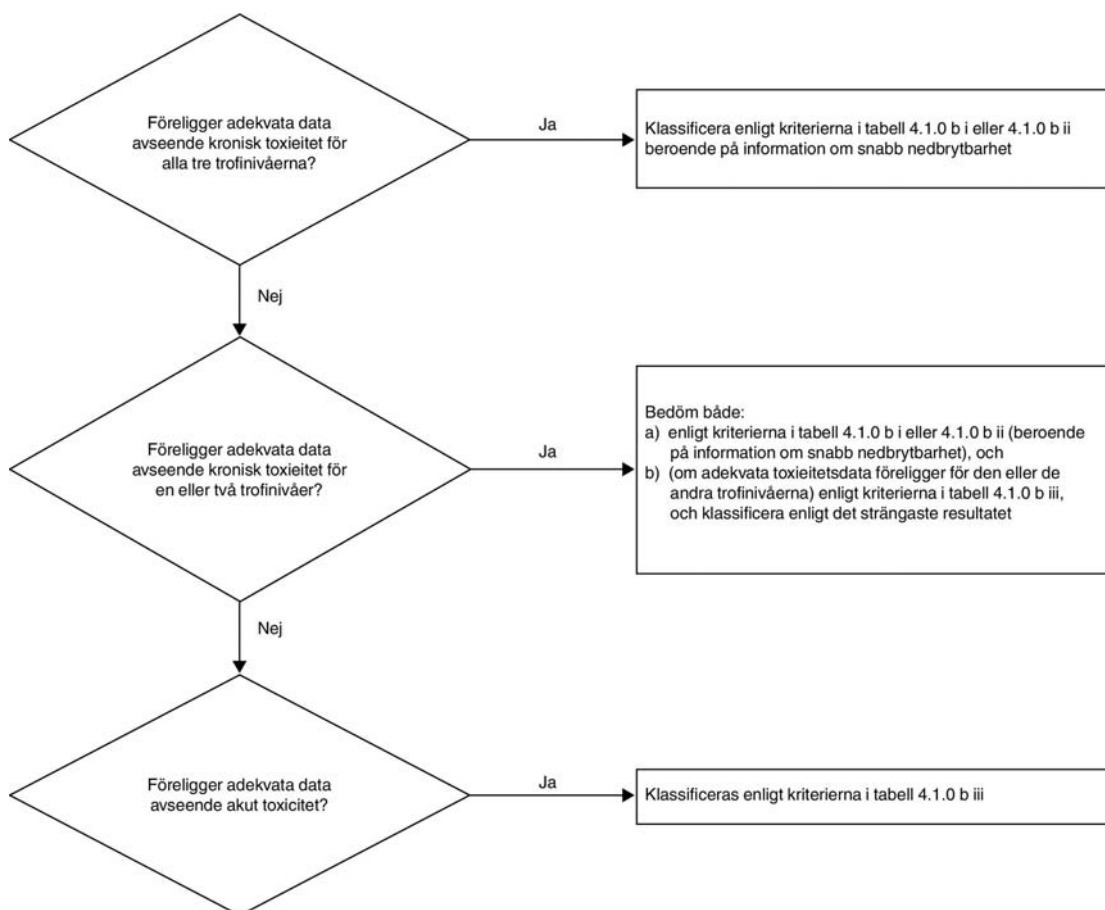 Föreligger adekvata data
avseende kronisk toxieitet för
alla tre trofinivåerna?
Ja
Klassificera enligt kriterierna i tabell 4.1.0 b i eller 4.1.0 b ii
beroende på information om snabb nedbrytbarhet
Nej
Föreligger adekvata data
avseende kronisk toxieitet för
en eller två trofinivåer?
Ja
Bedöm både:
a) enligt kriterierna i tabell 4.1.0 b i eller 4.1.0 b ii (beroende
på information om snabb nedbrytbarhet), och
b) (om adekvata toxieitetsdata föreligger för den eller de
andra trofinivåerna) enligt kriterierna i tabell 4.1.0 b iii,
och klassificera enligt det strängaste resultatet
Nej
Föreligger adekvata data
avseende akut toxicitet?
Ja
Klassificeras enligt kriterierna i tabell 4.1.0 b iii